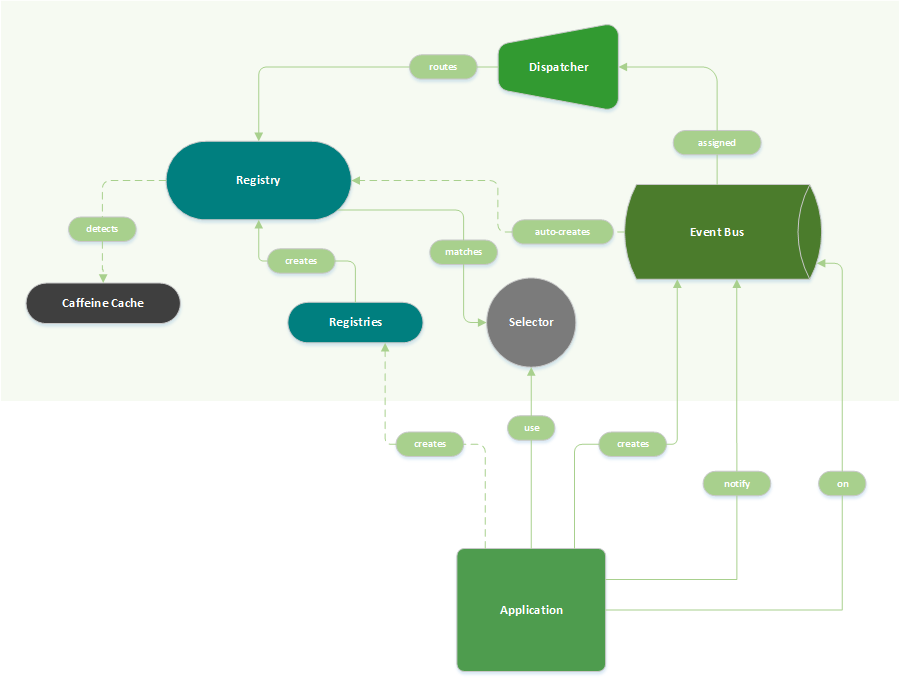 routes
Dispatcher
assigned
Registry
detects
auto-creates
Event Bus
matches
creates
Caffeine Cache
Registries
Selector
use
creates
creates
notify
on
Application